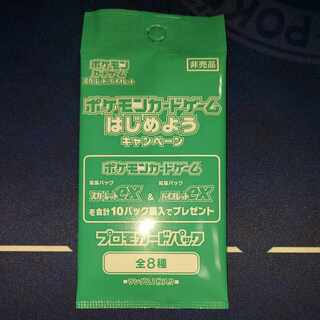 非売品
ポケモン
カードゲーム
スカーレット&バイオレット
ポケモンカードゲーム
はじめよう
キャンペーン
ポケモンカードゲーム
拡張パック 拡張パック
スカーレットex & バイオレットex
を合計10パック購入でプレゼント
プロモカードパック
全8種